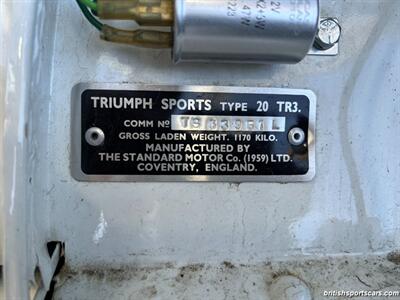 TRIUMPH SPORTS TYPE 20 TR3.
COMM Nº
GROSS LADEN WEIGHT. 1170 KILO.
MANUFACTURED BY
THE STANDARD MOTOR Co. (1959) LTD.
COVENTRY, ENGLAND.
britishsportscars.com